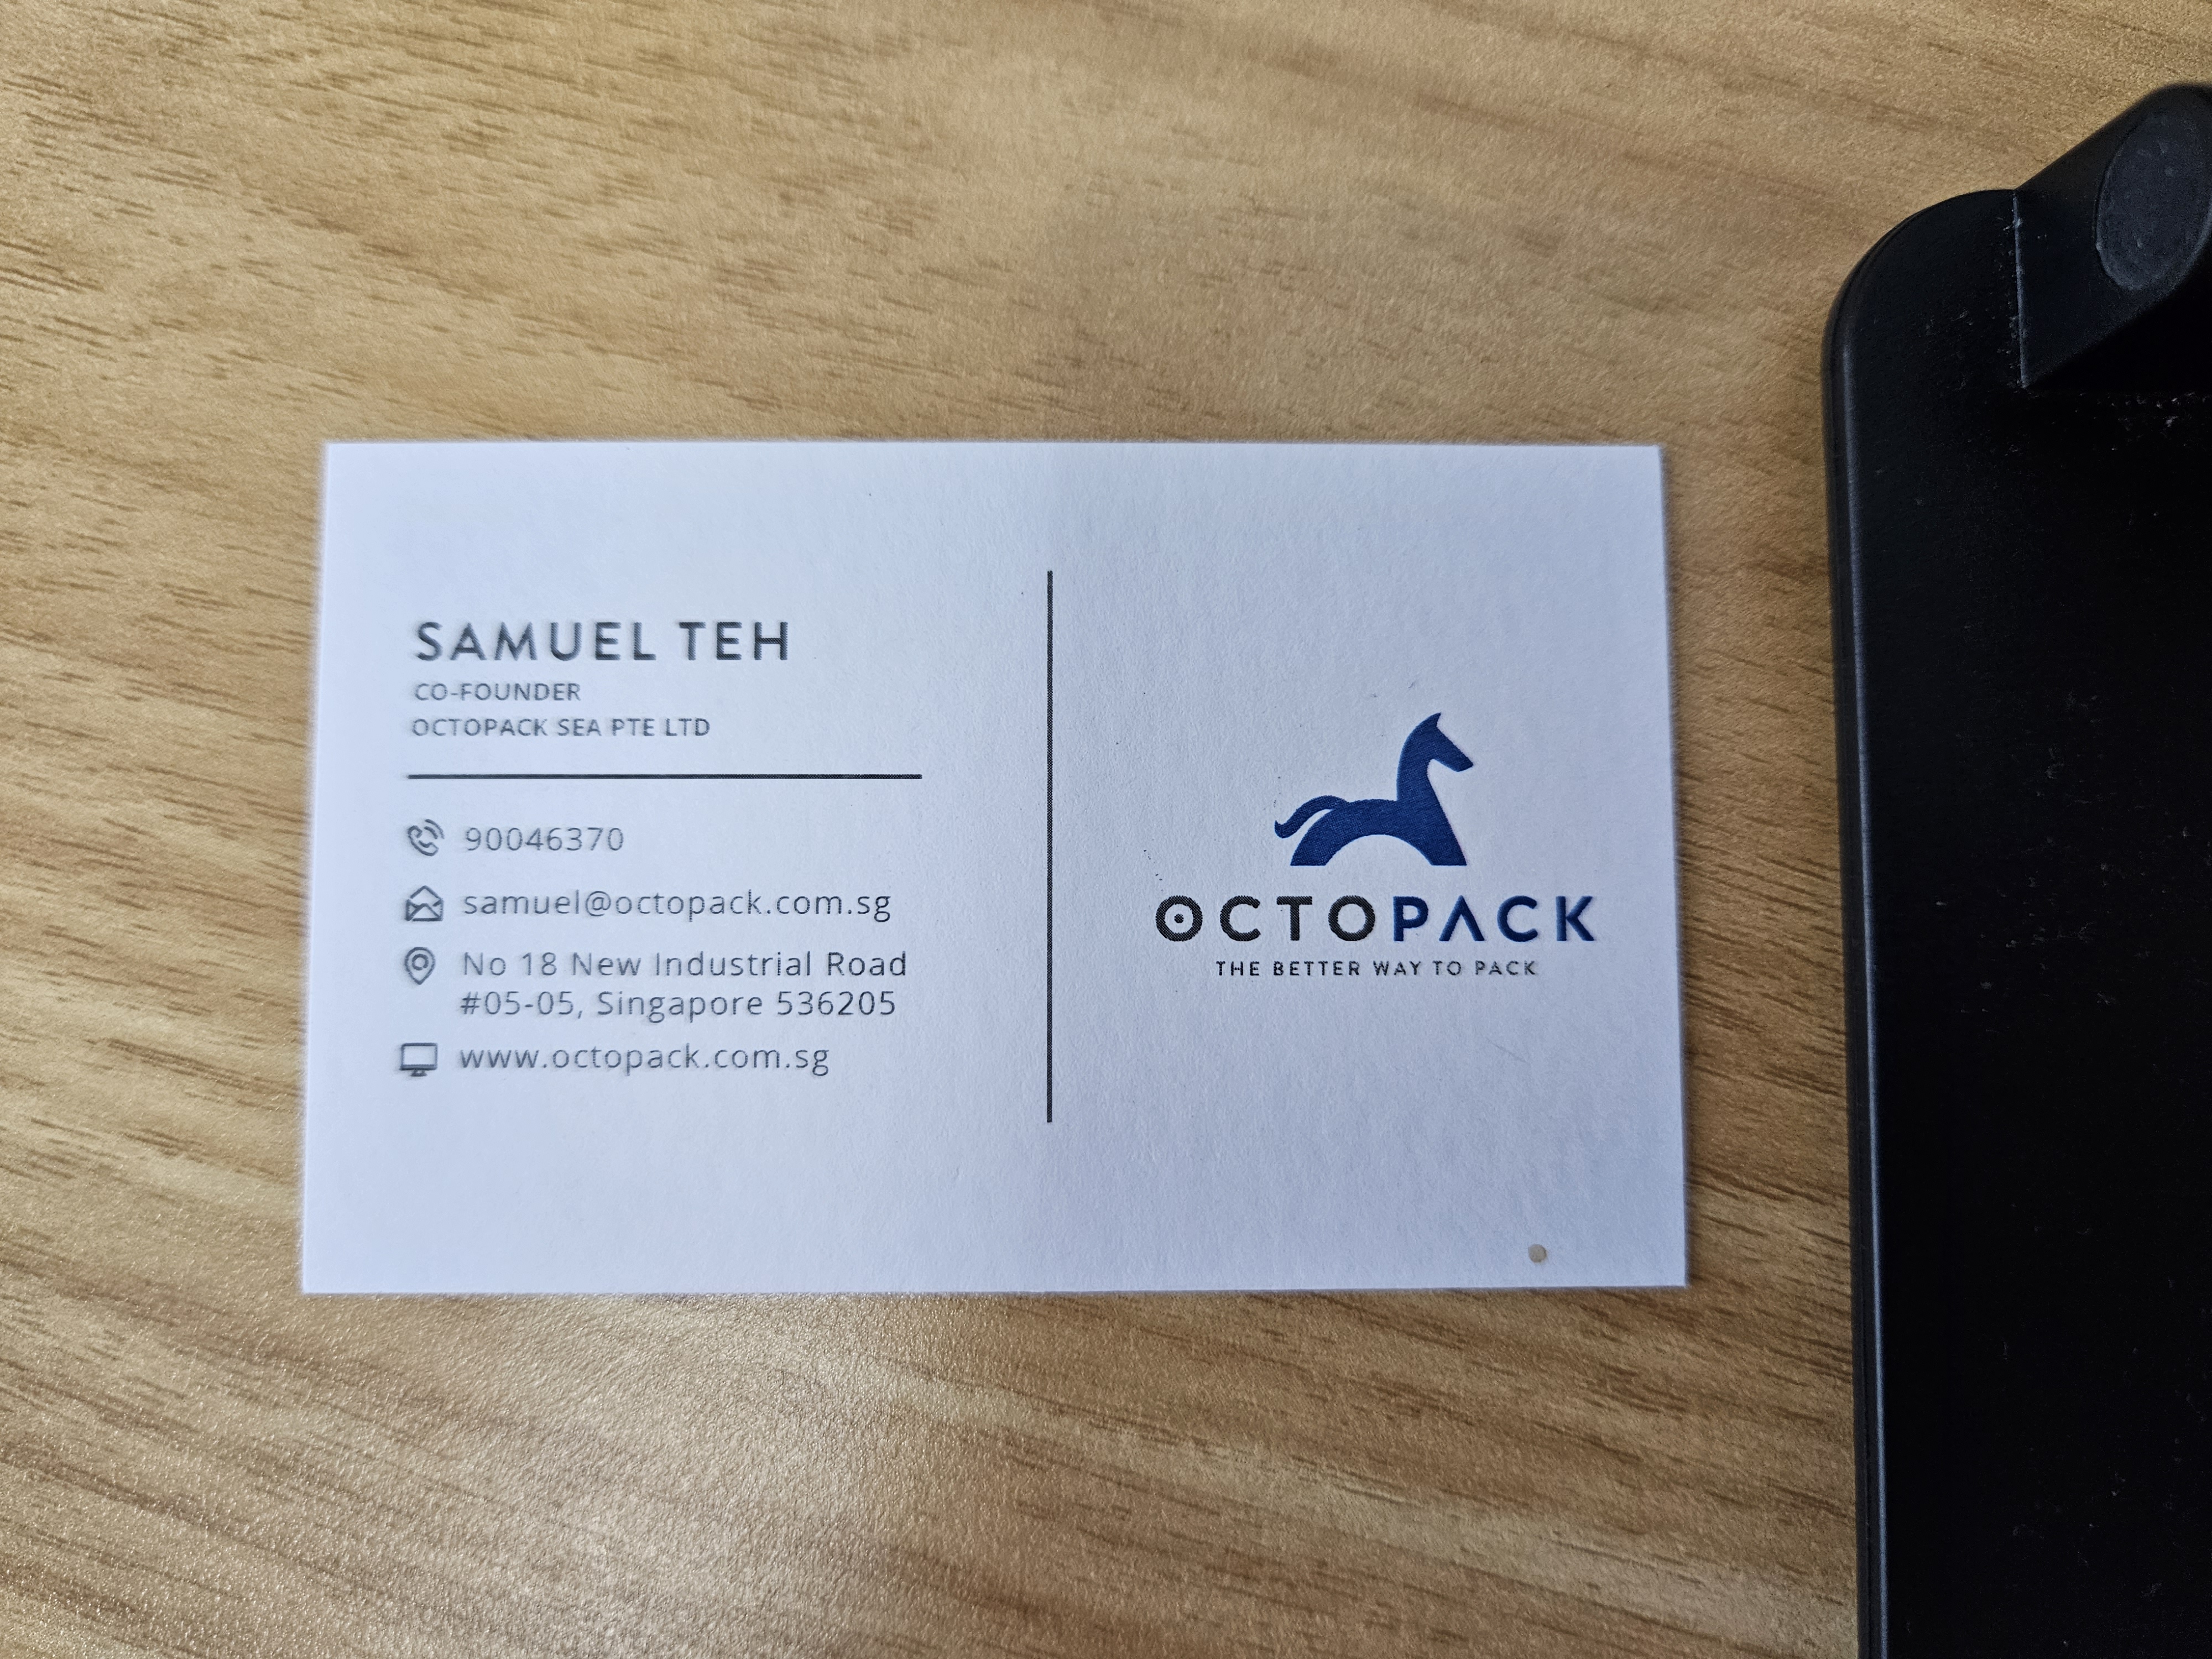 SAMUEL TEH
CO-FOUNDER
OCTOPACK SEA PTE LTD
90046370
samuel@octopack.com.sg
No 18 New Industrial Road
#05-05, Singapore 536205
www.octopack.com.sg
OCTOPACK
THE BETTER WAY TO PACK